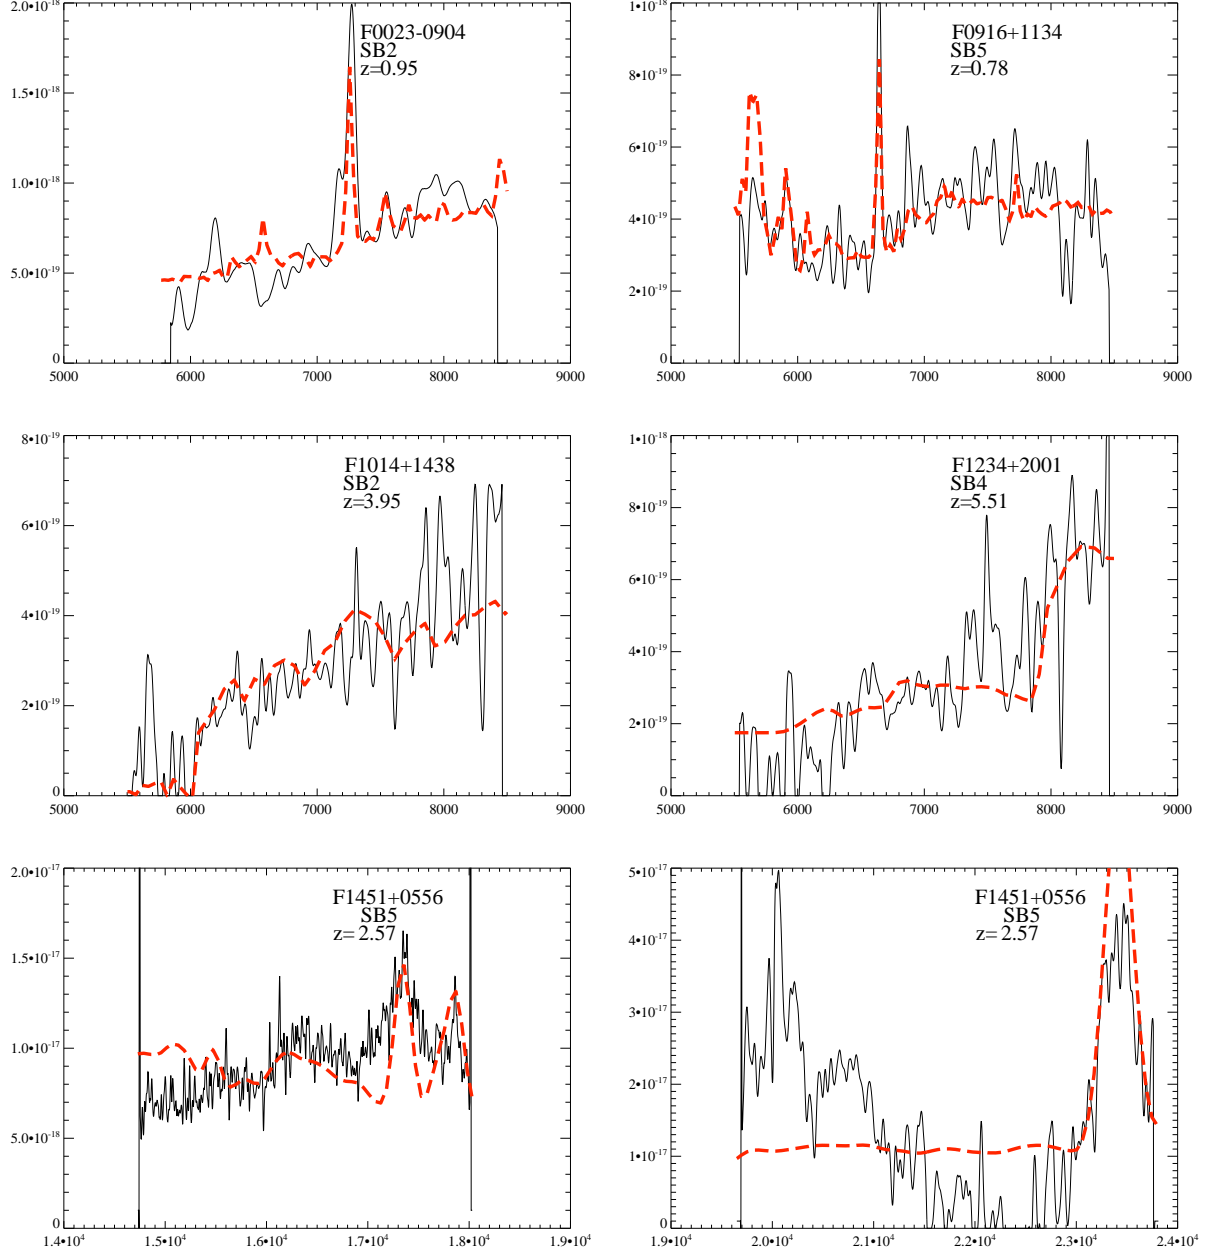 2.0•10⁻¹⁸
F0023-0904
SB2
z=0.95
1.5•10⁻¹⁸
1.0•10⁻¹⁸
5.0•10⁻¹⁹
0
5000 6000 7000 8000 9000
1•10⁻¹⁸
F0916+1134
SB5
z=0.78
8•10⁻¹⁹
6•10⁻¹⁹
4•10⁻¹⁹
2•10⁻¹⁹
0
5000 6000 7000 8000 9000
8•10⁻¹⁹
F1014+1438
SB2
z=3.95
6•10⁻¹⁹
4•10⁻¹⁹
2•10⁻¹⁹
0
5000 6000 7000 8000 9000
1•10⁻¹⁸
F1234+2001
SB4
z=5.51
8•10⁻¹⁹
6•10⁻¹⁹
4•10⁻¹⁹
2•10⁻¹⁹
0
5000 6000 7000 8000 9000
2.0•10⁻¹⁷
F1451+0556
SB5
z= 2.57
1.5•10⁻¹⁷
1.0•10⁻¹⁷
5.0•10⁻¹⁸
0
1.4•10⁴ 1.5•10⁴ 1.6•10⁴ 1.7•10⁴ 1.8•10⁴ 1.9•10⁴
5•10⁻¹⁷
F1451+0556
SB5
z= 2.57
4•10⁻¹⁷
3•10⁻¹⁷
2•10⁻¹⁷
1•10⁻¹⁷
0
1.9•10⁴ 2.0•10⁴ 2.1•10⁴ 2.2•10⁴ 2.3•10⁴ 2.4•10⁴